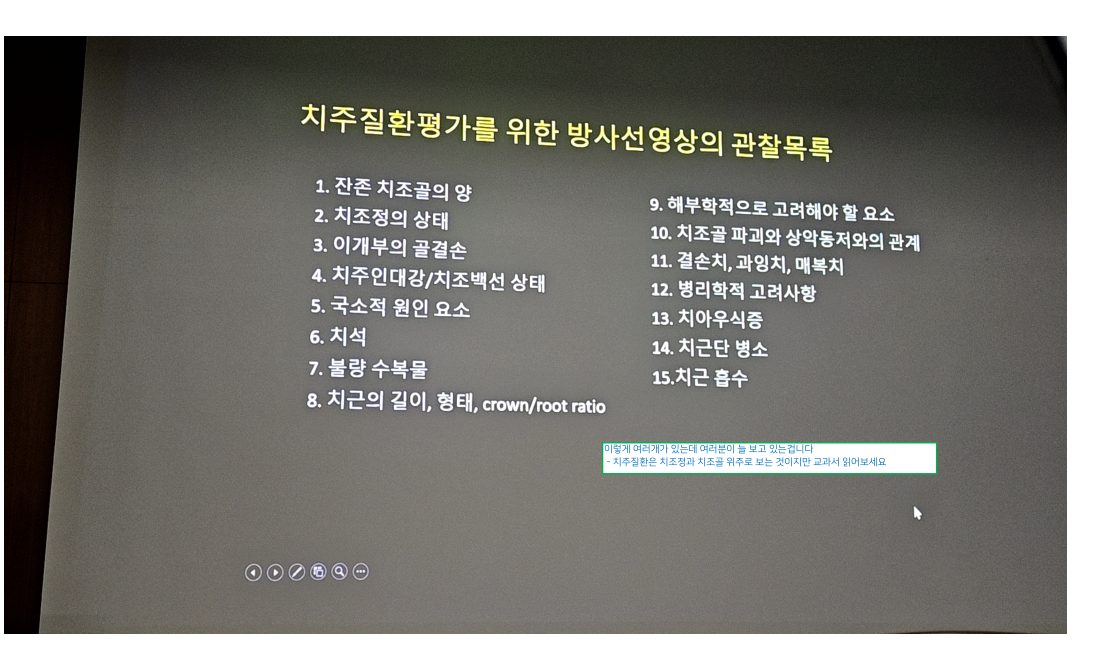 치주질환평가를 위한 방사선영상의 관찰목록
1. 잔존 치조골의 양
2. 치조정의 상태
3. 이개부의 골결손
4. 치주인대강/치조백선 상태
5. 국소적 원인 요소
6. 치석
7. 불량 수복물
8. 치근의 길이, 형태, crown/root ratio
9. 해부학적으로 고려해야 할 요소
10. 치조골 파괴와 상악동저와의 관계
11. 결손치, 과잉치, 매복치
12. 병리학적 고려사항
13. 치아우식증
14. 치근단 병소
15.치근 흡수
이렇게 여러개가 있는데 여러분이 늘 보고 있는겁니다
- 치주질환은 치조정과 치조골 위주로 보는 것이지만 교과서 읽어보세요